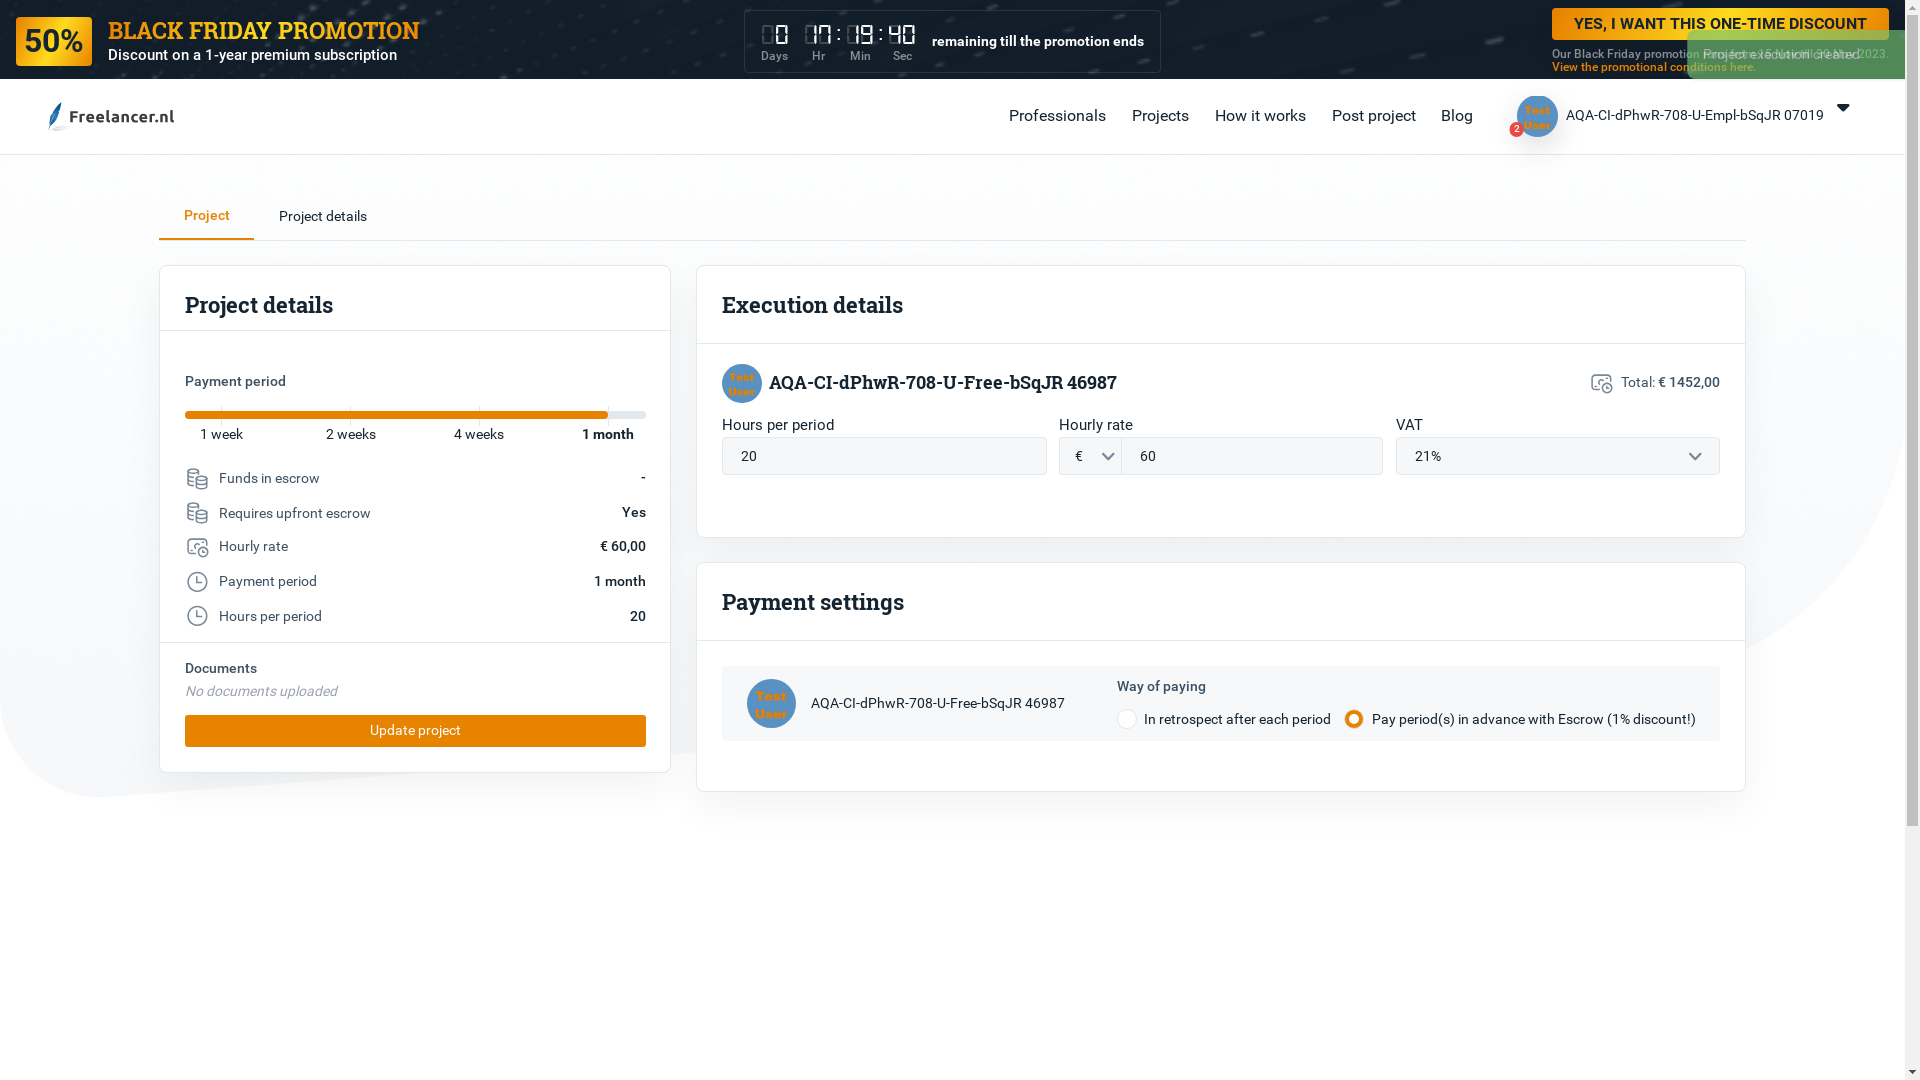 50%
BLACK FRIDAY PROMOTION
Discount on a 1-year premium subscription
0 17 : 19 : 40
Days Hr Min Sec
remaining till the promotion ends
YES, I WANT THIS ONE-TIME DISCOUNT
Our Black Friday promotion
2023.
View the promotional conditions here.
Project execution created
Freelancer.nl
Professionals
Projects
How it works
Post project
Blog
Test User
2
AQA-CI-dPhwR-708-U-Empl-bSqJR 07019
Project
Project details
Project details
Payment period
1 week 2 weeks 4 weeks 1 month
Funds in escrow -
Requires upfront escrow Yes
Hourly rate € 60,00
Payment period 1 month
Hours per period 20
Documents
No documents uploaded
Update project
Execution details
Test User
AQA-CI-dPhwR-708-U-Free-bSqJR 46987
Total: € 1452,00
Hours per period Hourly rate VAT
20 € 60 21%
Payment settings
Test User
AQA-CI-dPhwR-708-U-Free-bSqJR 46987
Way of paying
In retrospect after each period Pay period(s) in advance with Escrow (1% discount!)